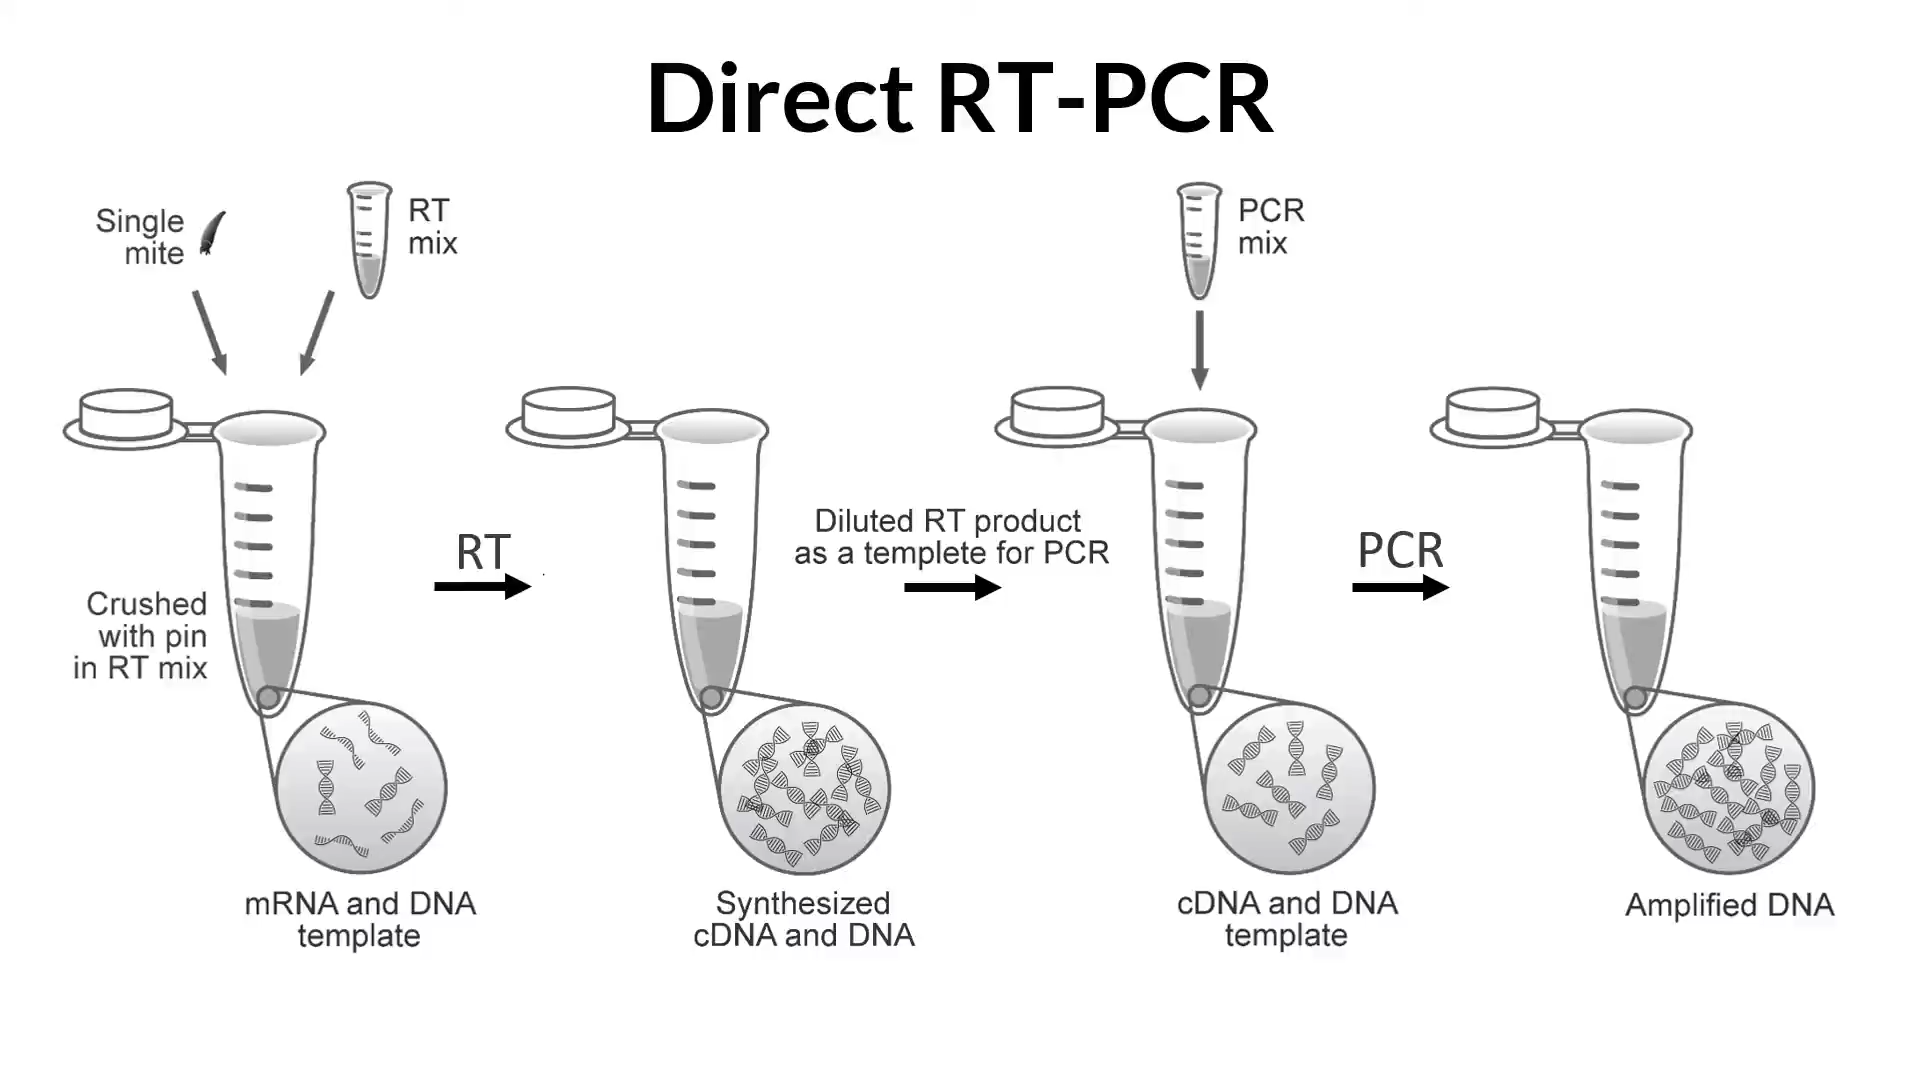 Direct RT-PCR
Single
mite
RT
mix
PCR
mix
Crushed
with pin
in RT mix
RT
Diluted RT product
as a templete for PCR
PCR
mRNA and DNA
template
Synthesized
cDNA and DNA
cDNA and DNA
template
Amplified DNA